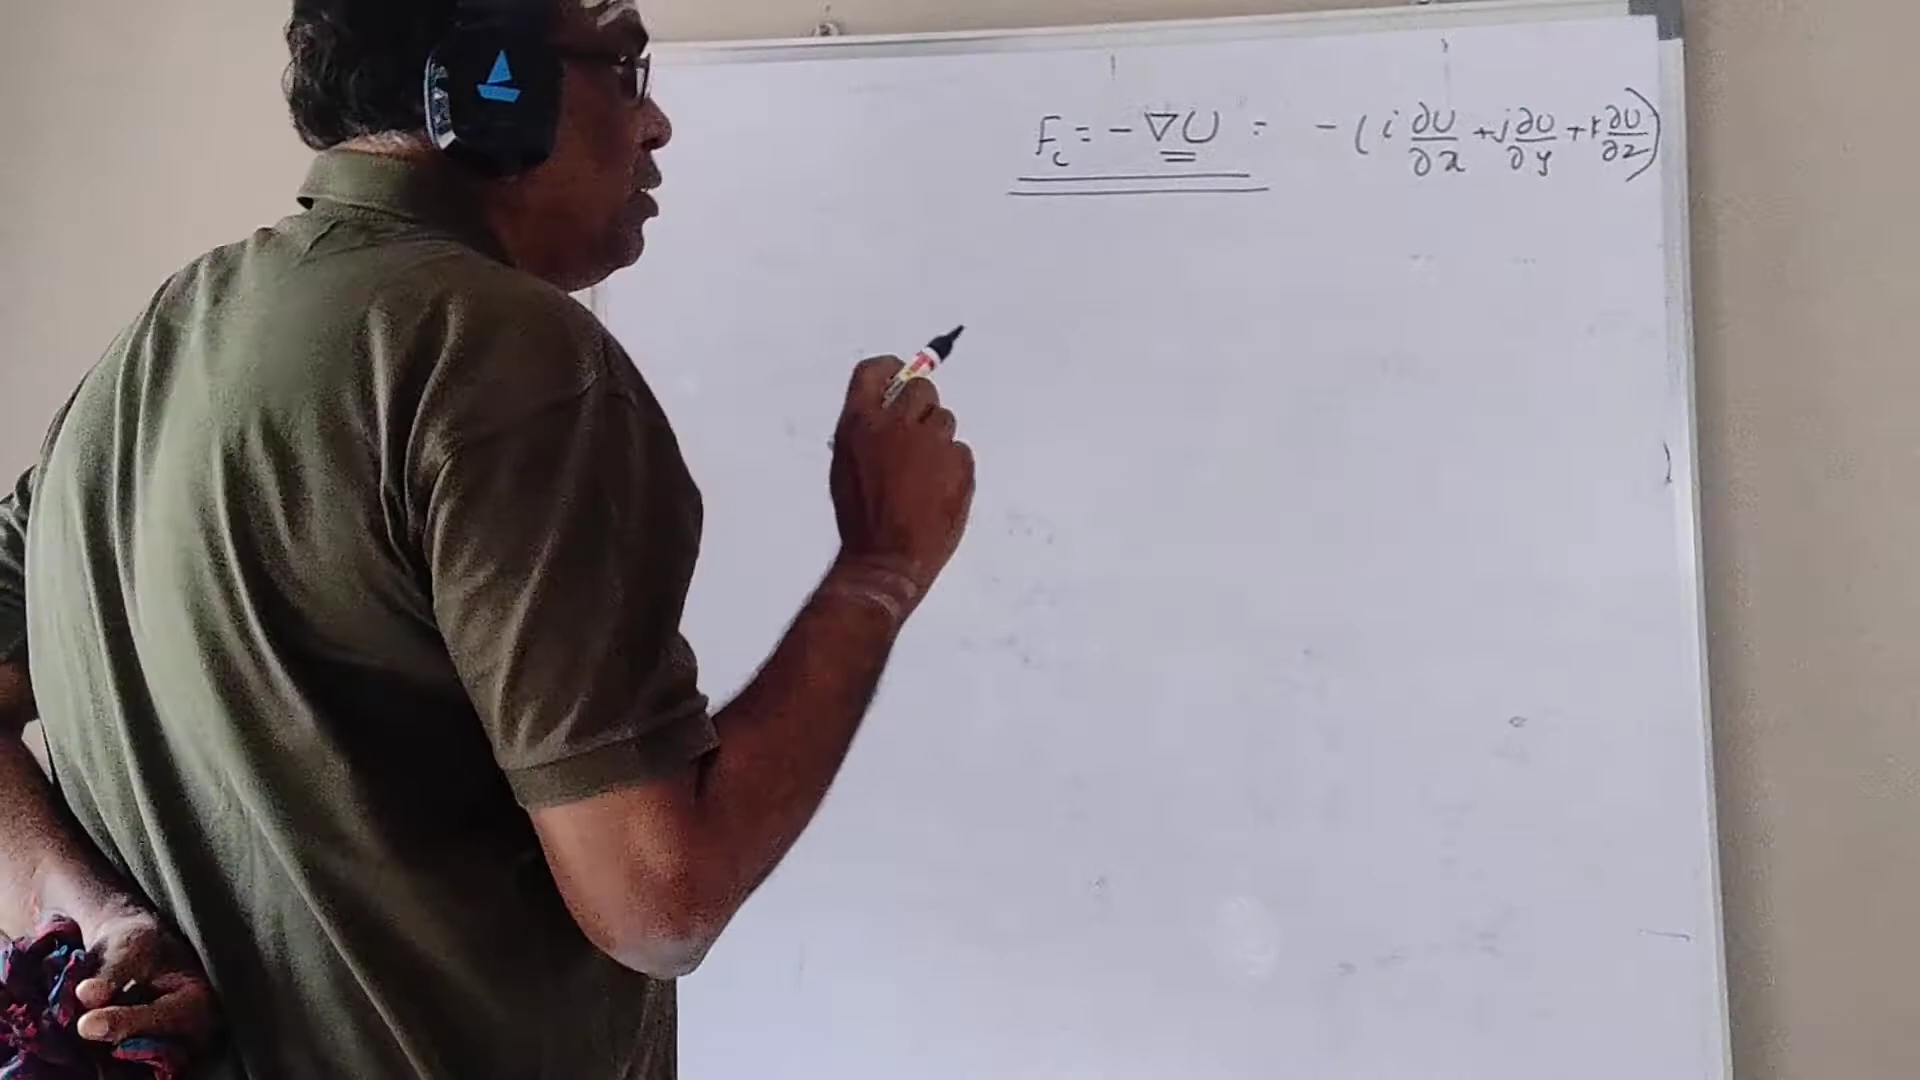 F_c = -∇U = -(i ∂U/∂x + j ∂U/∂y + k ∂U/∂z)